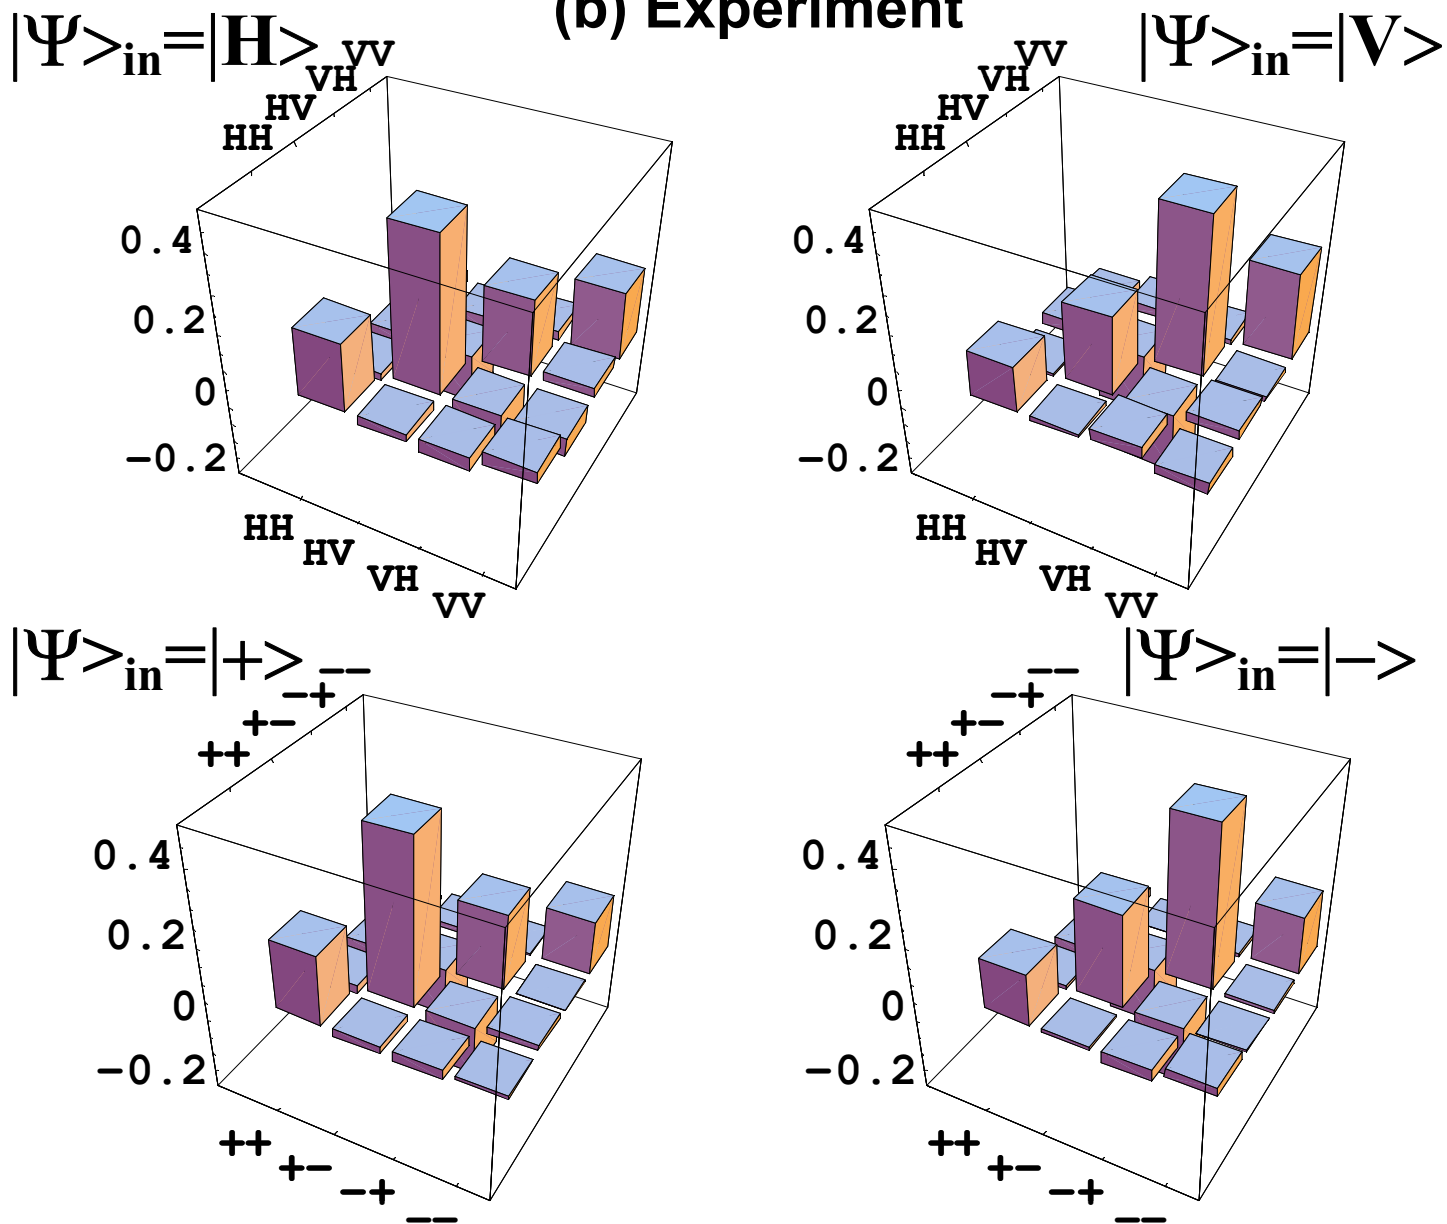 (b) Experiment
|Ψ>in=|H>
VV
VH
HV
HH
0.4
0.2
0
−0.2
HH
HV
VH
VV
|Ψ>in=|V>
VV
VH
HV
HH
0.4
0.2
0
−0.2
HH
HV
VH
VV
|Ψ>in=|+>
−−
−+
+−
++
0.4
0.2
0
−0.2
++
+−
−+
−−
|Ψ>in=|−>
−−
−+
+−
++
0.4
0.2
0
−0.2
++
+−
−+
−−